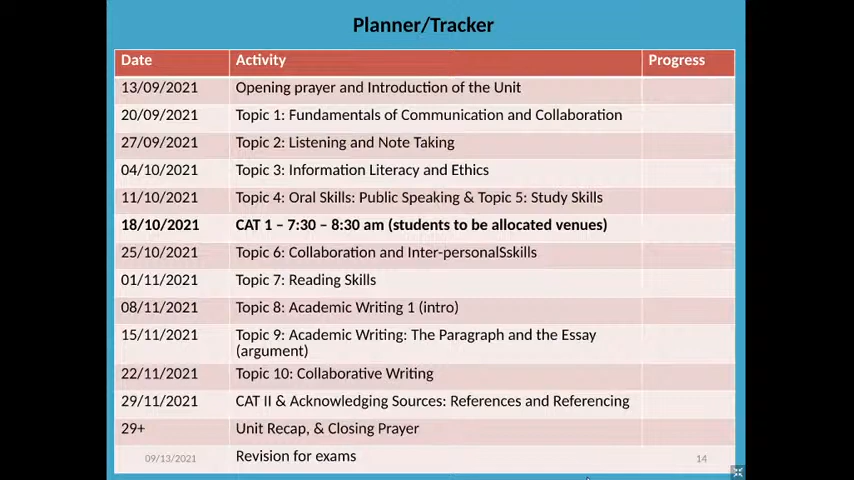 Planner/Tracker
Date Activity Progress
13/09/2021 Opening prayer and Introduction of the Unit
20/09/2021 Topic 1: Fundamentals of Communication and Collaboration
27/09/2021 Topic 2: Listening and Note Taking
04/10/2021 Topic 3: Information Literacy and Ethics
11/10/2021 Topic 4: Oral Skills: Public Speaking & Topic 5: Study Skills
18/10/2021 CAT 1 – 7:30 – 8:30 am (students to be allocated venues)
25/10/2021 Topic 6: Collaboration and Inter-personalSskills
01/11/2021 Topic 7: Reading Skills
08/11/2021 Topic 8: Academic Writing 1 (intro)
15/11/2021 Topic 9: Academic Writing: The Paragraph and the Essay
(argument)
22/11/2021 Topic 10: Collaborative Writing
29/11/2021 CAT II & Acknowledging Sources: References and Referencing
29+ Unit Recap, & Closing Prayer
09/13/2021 Revision for exams 14